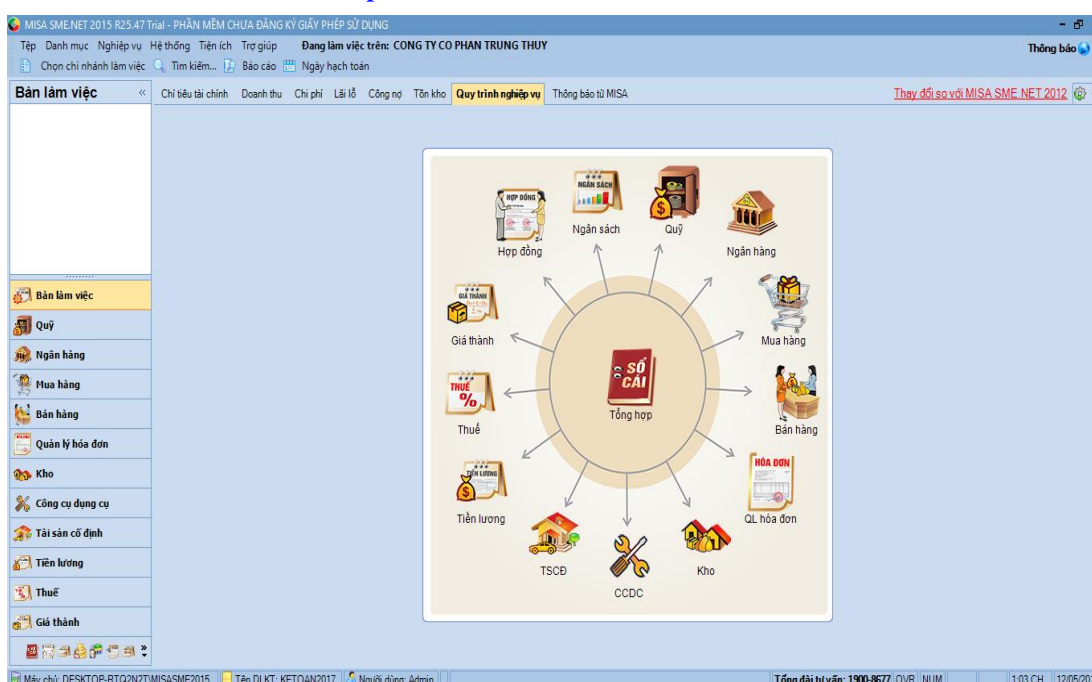 MISA SME.NET 2015 R25.47 Trial - PHẦN MỀM CHƯA ĐĂNG KÝ GIẤY PHÉP SỬ DỤNG
Tệp Danh mục Nghiệp vụ Hệ thống Tiện ích Trợ giúp Đang làm việc trên: CONG TY CO PHAN TRUNG THUY
Thông báo
Chọn chi nhánh làm việc Tìm kiếm... Báo cáo Ngày hạch toán
Bàn làm việc «
Chỉ tiêu tài chính Doanh thu Chi phí Lãi lỗ Công nợ Tồn kho Quy trình nghiệp vụ Thông báo từ MISA
Thay đổi so với MISA SME.NET 2012
Bàn làm việc
Quỹ
Ngân hàng
Mua hàng
Bán hàng
Quản lý hóa đơn
Kho
Công cụ dụng cụ
Tài sản cố định
Tiền lương
Thuế
Giá thành
HỢP ĐỒNG
Hợp đồng
NGÂN SÁCH
Ngân sách
Quỹ
Ngân hàng
GIÁ THÀNH
Giá thành
Mua hàng
SỔ CÁI
Tổng hợp
THUẾ
%
Thuế
Bán hàng
TIỀN LƯƠNG
Tiền lương
HÓA ĐƠN
QL hóa đơn
TSCĐ
CCDC
Kho
Máy chủ: DESKTOP-RTQ2N2T\MISASME2015 Tên DLKT: KETOAN2017 Người dùng: Admin
Tổng đài tư vấn: 1900-8677 OVR NUM 1:03 CH 12/05/20